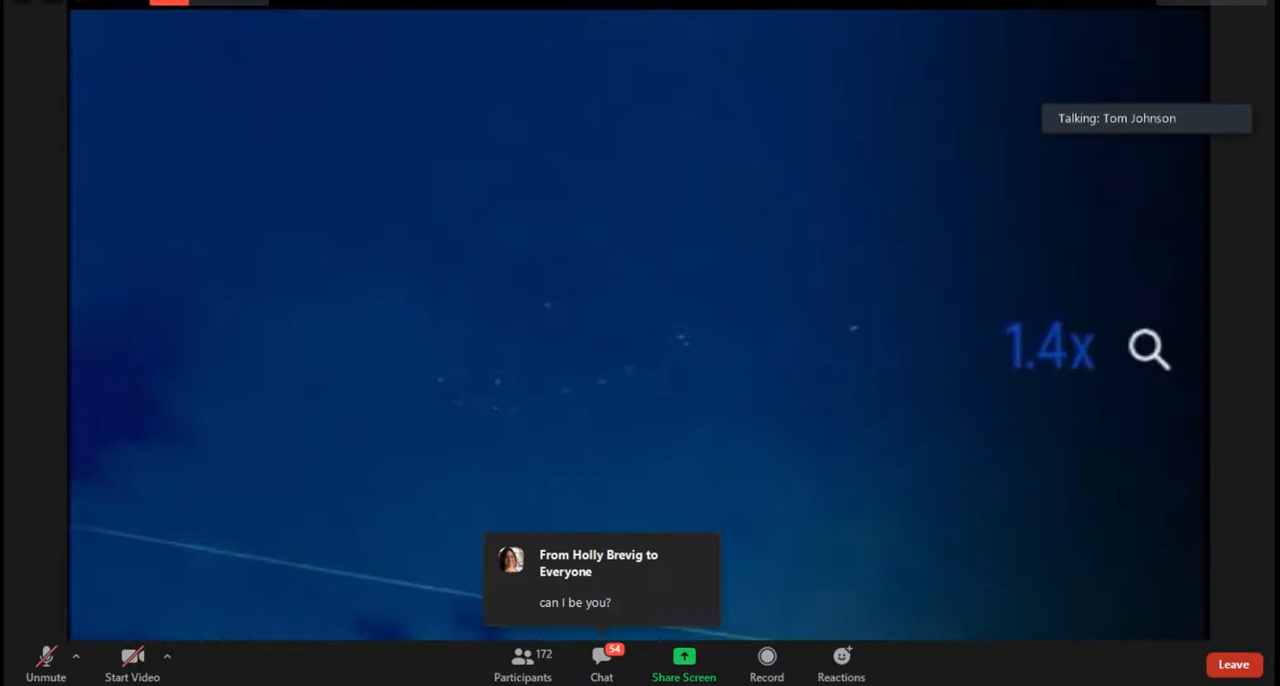 Talking: Tom Johnson
1.4x
From Holly Brevig to
Everyone
can I be you?
172
54
Unmute
Start Video
Participants
Chat
Share Screen
Record
Reactions
Leave